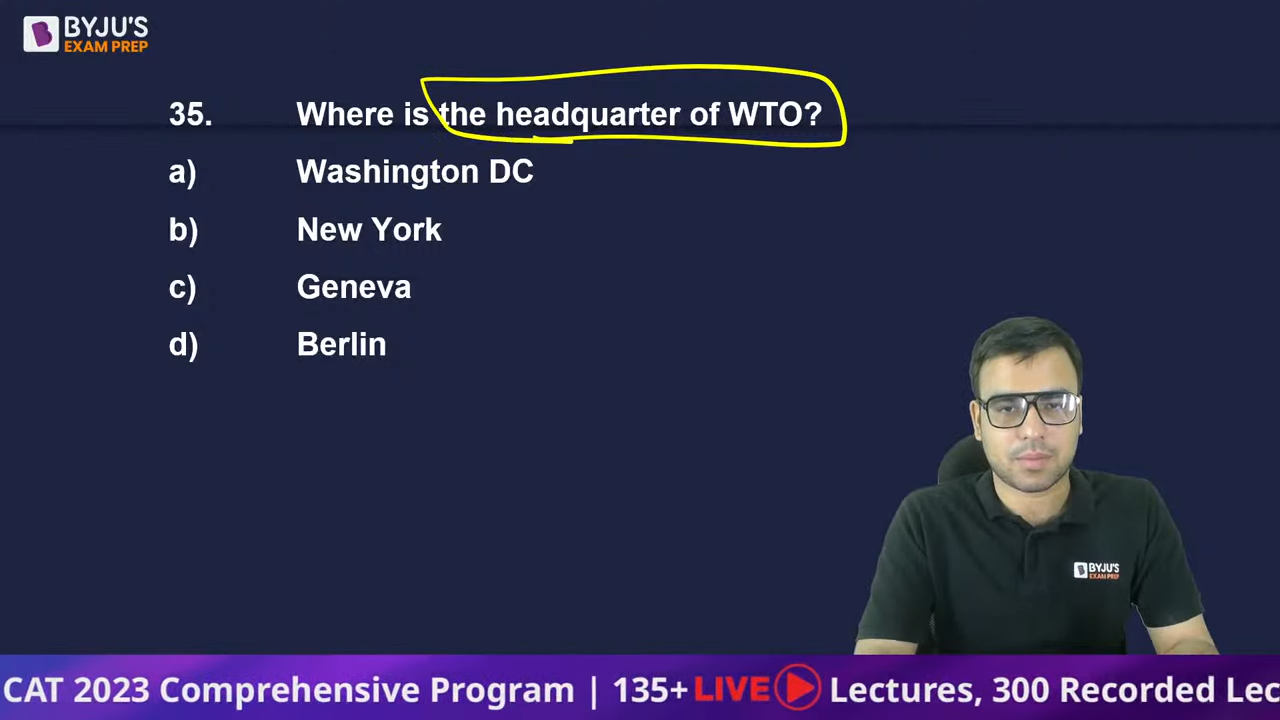 BYJU'S
EXAM PREP
35. Where is the headquarter of WTO?
a) Washington DC
b) New York
c) Geneva
d) Berlin
BYJU'S
EXAM PREP
CAT 2023 Comprehensive Program | 135+ LIVE Lectures, 300 Recorded Lec